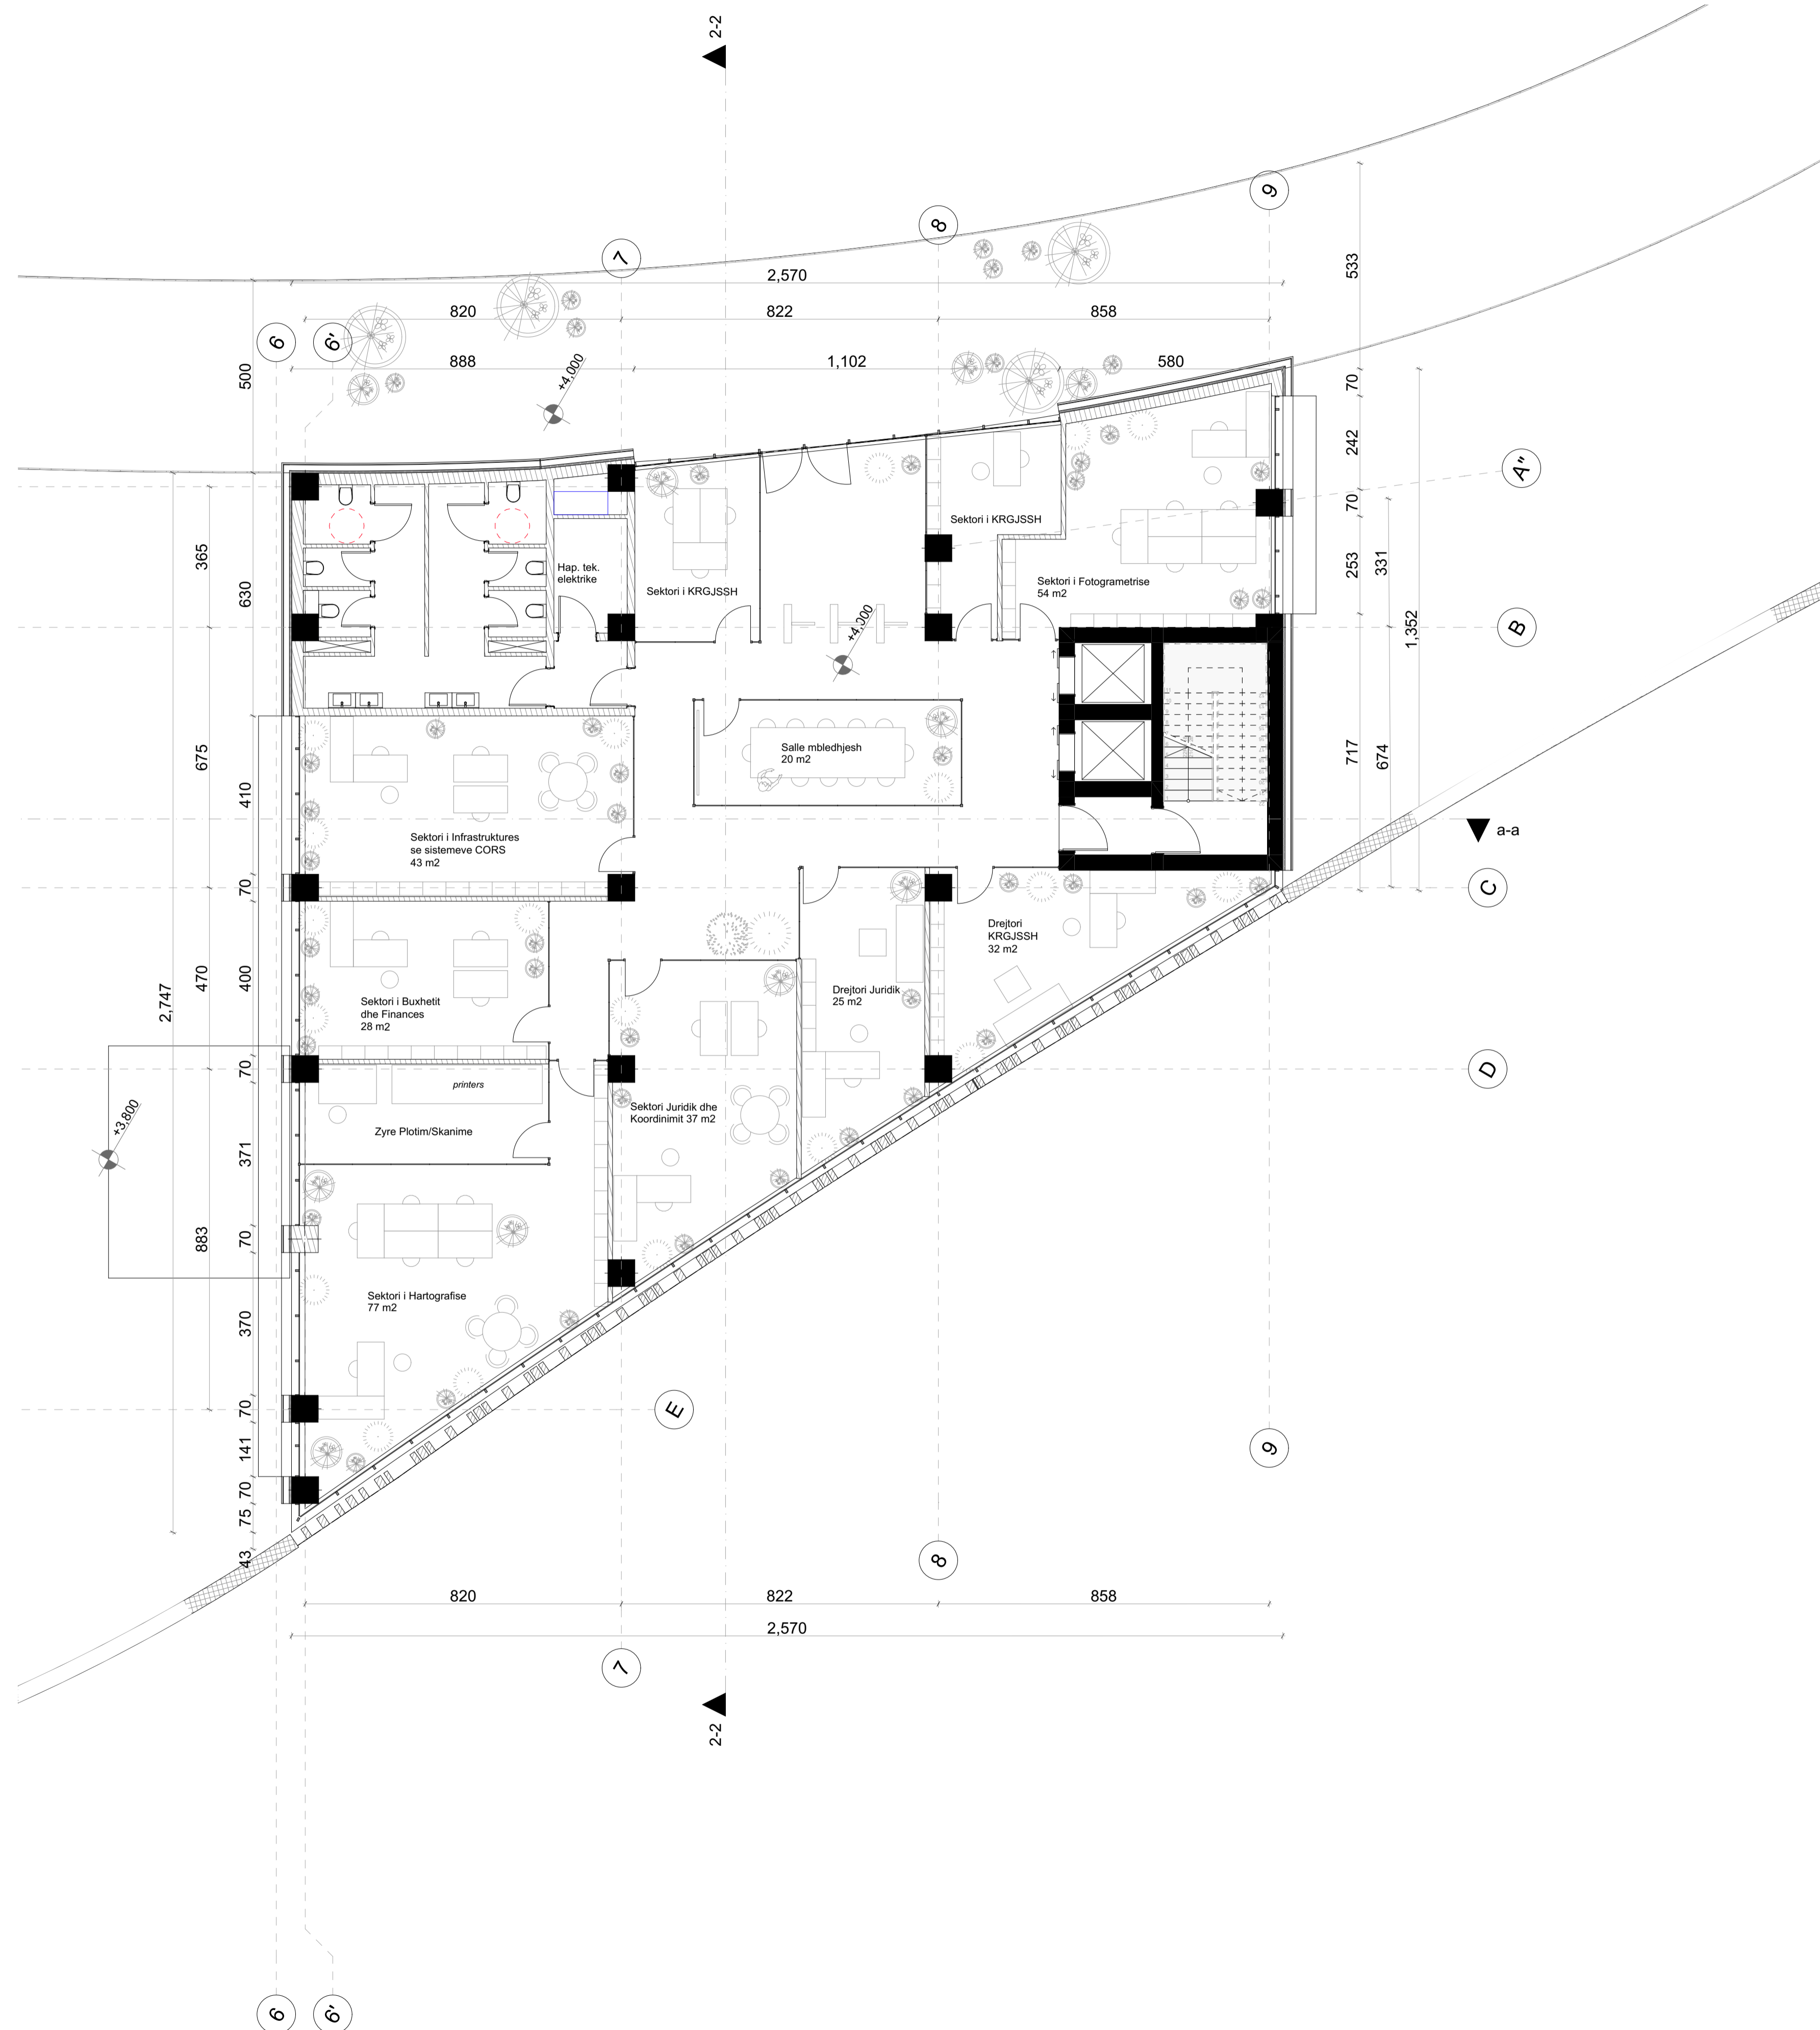 2-2
9
8
7
533
2,570
820
822
858
6
6'
500
888
+4,000
1,102
580
70
242
A"
70
365
630
Sektori i KRGJSSH
Hap. tek.
elektrike
Sektori i KRGJSSH
Sektori i Fotogrametrise
54 m2
253
331
+4,000
B
1,352
675
410
Salle mbledhjesh
20 m2
717
674
Sektori i Infrastruktures
se sistemeve CORS
43 m2
a-a
70
C
2,747
470
400
Drejtori
KRGJSSH
32 m2
Drejtori Juridik
25 m2
Sektori i Buxhetit
dhe Finances
28 m2
70
D
printers
+3,800
Sektori Juridik dhe
Koordinimit 37 m2
Zyre Plotim/Skanime
371
883
70
Sektori i Hartografise
77 m2
370
70
E
141
9
70
75
43
8
820
822
858
2,570
7
2-2
6
6'